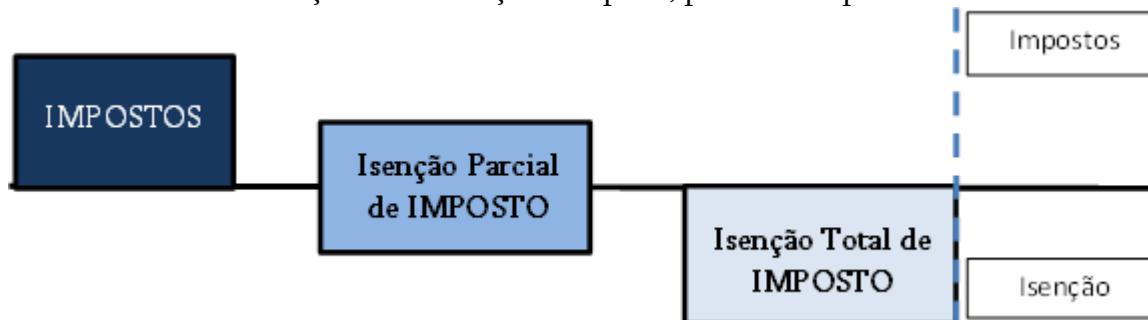 Impostos
IMPOSTOS
Isenção Parcial
de IMPOSTO
Isenção Total de
IMPOSTO
Isenção